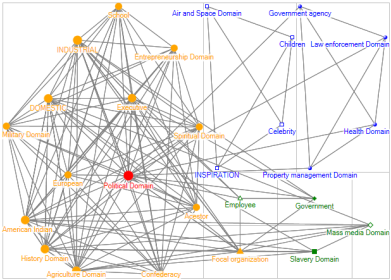 School
Air and Space Domain
Government agency
INDUSTRIAL
Children
Law enforcement Domain
Entrepreneurship Domain
DOMESTIC
Executive
Military Domain
Spiritual Domain
Celebrity
Health Domain
European
Political Domain
INSPIRATION
Property management Domain
American Indian
Ancestor
Employee
Government
Mass media Domain
History Domain
Focal organization
Slavery Domain
Agriculture Domain
Confederacy